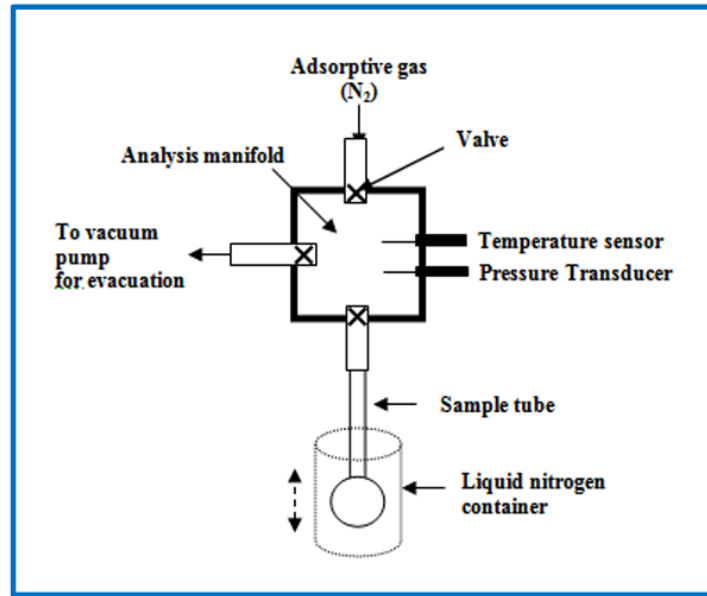 Adsorptive gas
(N₂)
Valve
Analysis manifold
To vacuum
pump
for evacuation
Temperature sensor
Pressure Transducer
Sample tube
Liquid nitrogen
container